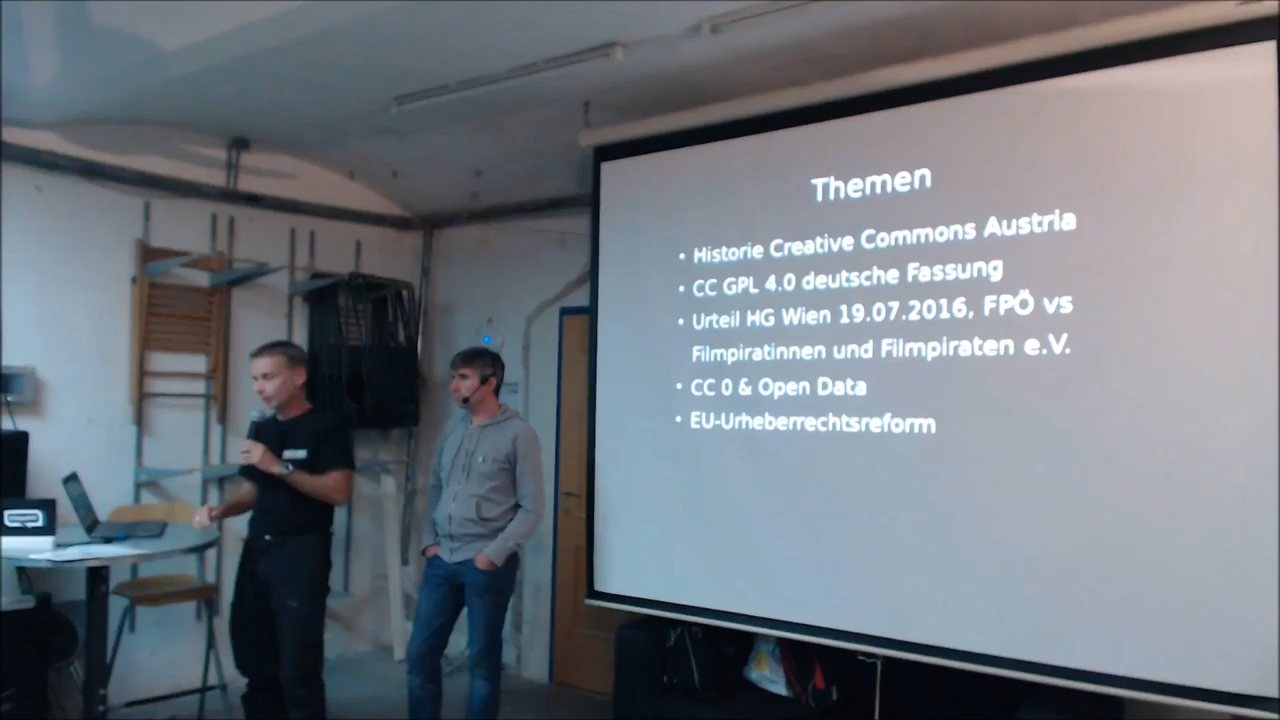 Themen
• Historie Creative Commons Austria
• CC GPL 4.0 deutsche Fassung
• Urteil HG Wien 19.07.2016, FPÖ vs
Filmpiratinnen und Filmpiraten e.V.
• CC 0 & Open Data
• EU-Urheberrechtsreform